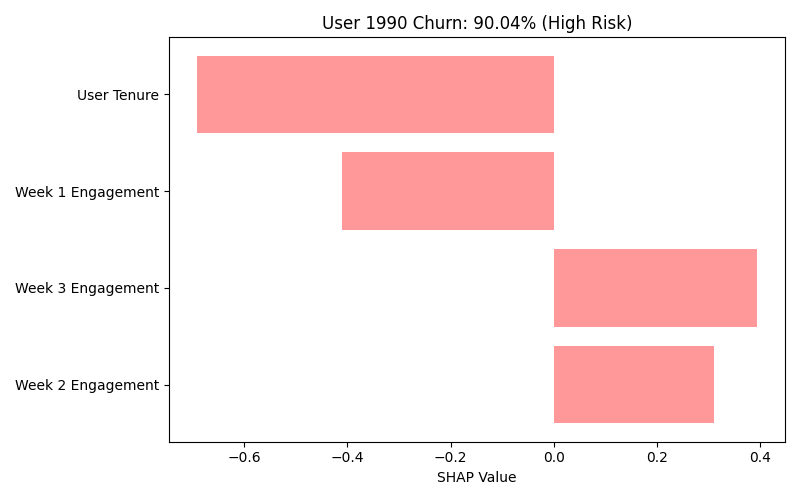 User 1990 Churn: 90.04% (High Risk)
User Tenure
Week 1 Engagement
Week 3 Engagement
Week 2 Engagement
−0.6 −0.4 −0.2 0.0 0.2 0.4
SHAP Value